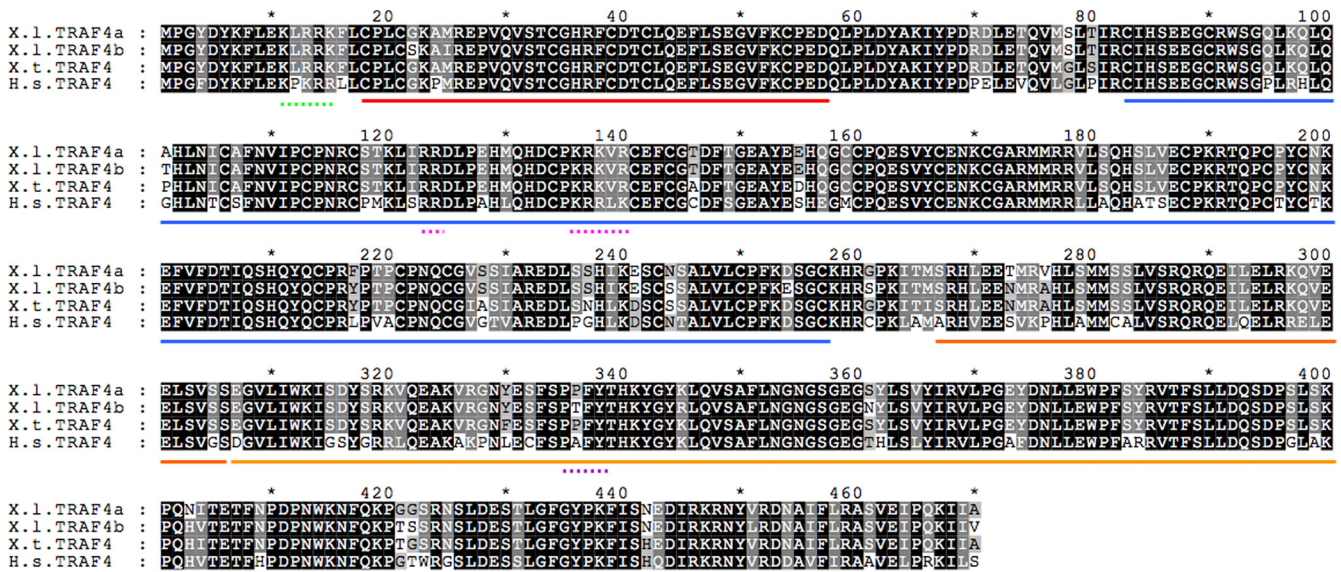 * 20 * 40 * 60 * 80 * 100
X.l.TRAF4a : MPGYDYKFLEKLRRKFLCPLCGKAMREPVQVSTCGHRFCDTCLQEFLSEGVFKCPEDQLPLDYAKIYPDRDLETQVMSLTIRCIHSEEGCRWSGQLKQLQ
X.l.TRAF4b : MPGYDYKFLEKLRRKFLCPLCSKAIREPVQVSTCGHRFCDTCLQEFLSEGVFKCPEDQLPLDYAKIYPDRDLETQVMSLTIRCIHSEEGCRWSGQLKQLQ
X.t.TRAF4 : MPGYDYKFLEKLRRKFLCPLCGKAMREPVQVSTCGHRFCDTCLQEFLSEGVFKCPEDQLPLDYAKIYPDRDLETQVMGLSIRCIHSEEGCRWSGQLKQLQ
H.s.TRAF4 : MPGFDYKFLEKPKRRLLCPLCGKPMREPVQVSTCGHRFCDTCLQEFLSEGVFKCPEDQLPLDYAKIYPDPELEVQVLGLPIRCIHSEEGCRWSGPLRHLQ
* 120 * 140 * 160 * 180 * 200
X.l.TRAF4a : AHLNICAFNVIPCPNRCSTKLIRRDLPEHMQHDCPKRKVRCEFCGTDFTGEAYEEHQGCCPQESVYCENKCGARMMRRVLSQHSLVECPKRTQPCPYCNK
X.l.TRAF4b : THLNICAFNVIPCPNRCSTKLIRRDLPEHMQHDCPKRKVRCEFCGTDFTGEAYEEHQGCCPQESVYCENKCGARMMRRVLSQHSLVECPKRTQPCPYCNK
X.t.TRAF4 : PHLNICAFNVIPCPNRCSTKLIRRDLPEHMQHDCPKRKVRCEFCGADFTGEAYEDHQGCCPQESVYCENKCGARMMRRVLSQHSLVECPKRTQPCPYCNK
H.s.TRAF4 : GHLNTCSFNVIPCPNRCPMKLSRRDLPAHLQHDCPKRRLKCEFCGCDFSGEAYESHEGMCPQESVYCENKCGARMMRRLLAQHATSECPKRTQPCTYCTK
* 220 * 240 * 260 * 280 * 300
X.l.TRAF4a : EFVFDTIQSHQYQCPRFPTPCPNQCGVSSIAREDLSSHIKESCNSALVLCPFKDSGCKHRGPKITMSRHLEETMRVHLSMMSSLVSRQRQEILELRKQVE
X.l.TRAF4b : EFVFDTIQSHQYQCPRYPTPCPNQCGVSSIAREDLSSHIKESCSSALVLCPFKESGCKHRSPKITMSRHLEENMRAHLSMMSSLVSRQRQEILELRKQVE
X.t.TRAF4 : EFVFDTIQSHQYQCPRYPTPCPNQCGIASIAREDLSNHLKDSCSSALVLCPFKDSGCKHRGPKITISRHLEENMRAHLSMMSSLVSRQRQEILELRKQVE
H.s.TRAF4 : EFVFDTIQSHQYQCPRLPVACPNQCGVGTVAREDLPGHLKDSCNTALVLCPFKDSGCKHRCPKLAMARHVEESVKPHLAMMCALVSRQRQELQELRRELE
* 320 * 340 * 360 * 380 * 400
X.l.TRAF4a : ELSVSSEGVLIWKISDYSRKVQEAKVRGNYESFSPPFYTHKYGYKLQVSAFLNGNGSGEGSYLSVYIRVLPGEYDNLLEWPFSYRVTFSLLDQSDPSLSK
X.l.TRAF4b : ELSVSSEGVLIWKISDYSRKVQEAKVRGNYESFSPTFYTHKYGYRLQVSAFLNGNGSGEGNYLSVYIRVLPGEYDNLLEWPFSYRVTFSLLDQSDPSLSK
X.t.TRAF4 : ELSVSSEGVLIWKISDYSRKVQEAKVRGNFESFSPPFYTHKYGYKLQVSAFLNGNGSGEGSYLSVYIRVLPGEYDNLLEWPFSYRVTFSLLDQSDPSLSK
H.s.TRAF4 : ELSVGSDGVLIWKIGSYGRRLQEAKAKPNLECFSPAFYTHKYGYKLQVSAFLNGNGSGEGTHLSLYIRVLPGAFDNLLEWPFARRVTFSLLDQSDPGLAK
* 420 * 440 * 460 *
X.l.TRAF4a : PQNITETFNPDPNWKNFQKPGGSRNSLDESTLGFGYPKFISNEDIRKRNYVRDNAIFLRASVEIPQKIIA
X.l.TRAF4b : PQHVTETFNPDPNWKNFQKPTSSRNSLDESTLGFGYPKFISNEDIRKRNYLRDNAIFLRASVEIPQKIIV
X.t.TRAF4 : PQHITETFNPDPNWKNFQKPTGSRNSLDESTLGFGYPKFISHEDIRKRNYVRDNAIFLRASVEIPQKIIA
H.s.TRAF4 : PQHVTETFHPDPNWKNFQKPGTWRGSLDESSLGFGYPKFISHQDIRKRNYVRDDAVFIRAAVELPRKILS